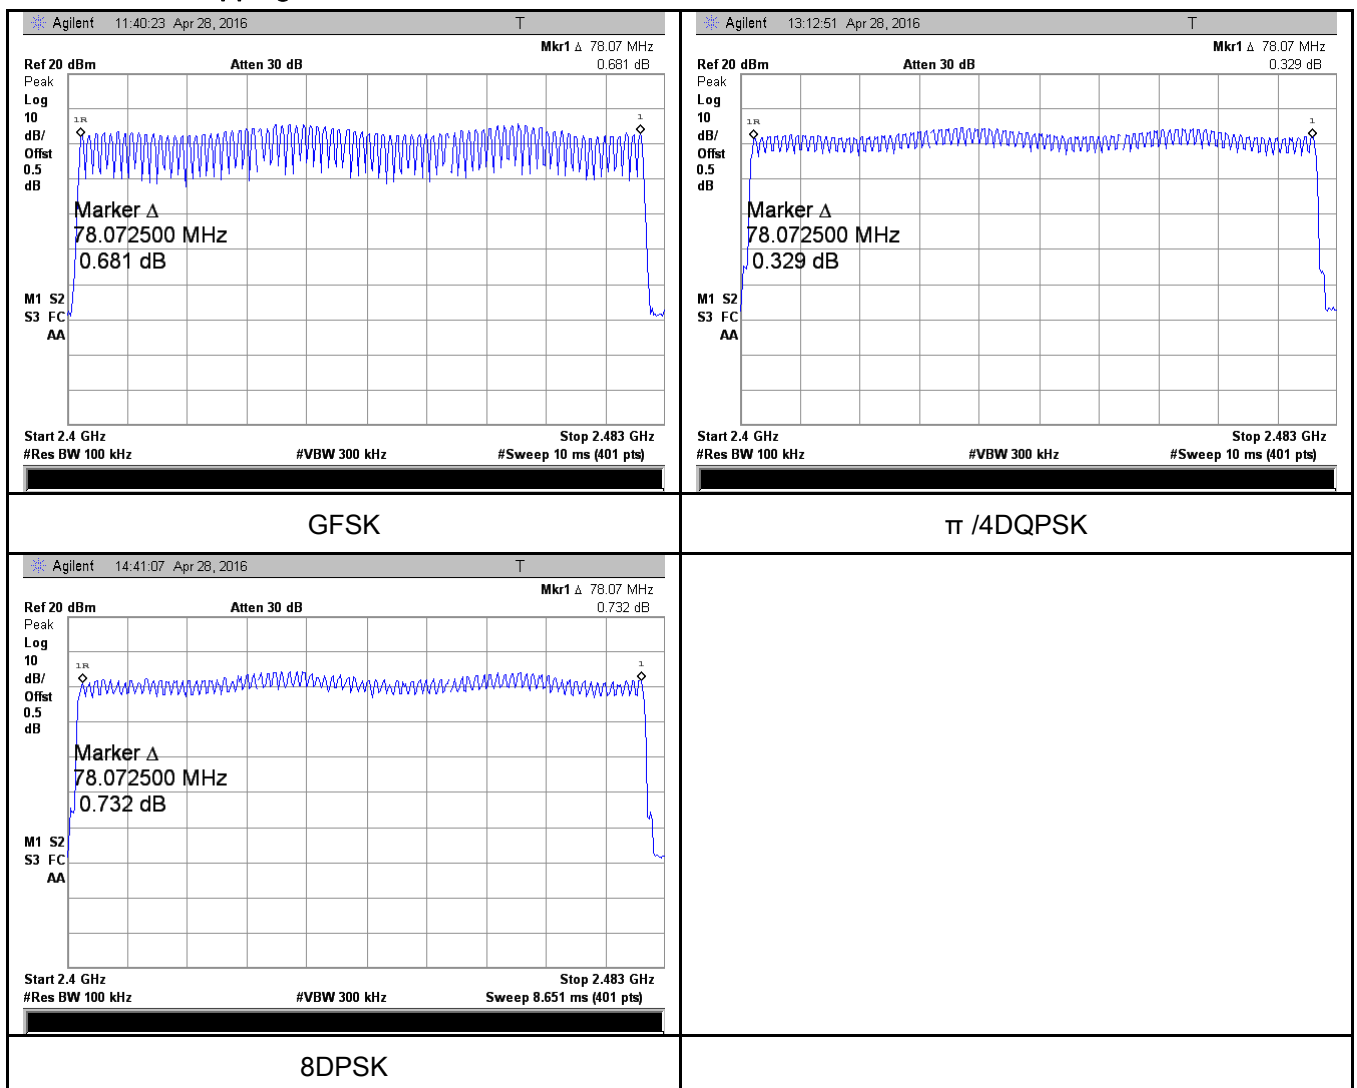 Agilent 11:40:23 Apr 28, 2016 T
Mkr1 Δ 78.07 MHz
Ref 20 dBm Atten 30 dB 0.681 dB
Peak
Log
10
dB/
Offst
0.5
dB
1R 1
Marker Δ
78.072500 MHz
0.681 dB
M1 S2
S3 FC
AA
Start 2.4 GHz Stop 2.483 GHz
#Res BW 100 kHz #VBW 300 kHz #Sweep 10 ms (401 pts)
GFSK
Agilent 13:12:51 Apr 28, 2016 T
Mkr1 Δ 78.07 MHz
Ref 20 dBm Atten 30 dB 0.329 dB
Peak
Log
10
dB/
Offst
0.5
dB
1R 1
Marker Δ
78.072500 MHz
0.329 dB
M1 S2
S3 FC
AA
Start 2.4 GHz Stop 2.483 GHz
#Res BW 100 kHz #VBW 300 kHz #Sweep 10 ms (401 pts)
π /4DQPSK
Agilent 14:41:07 Apr 28, 2016 T
Mkr1 Δ 78.07 MHz
Ref 20 dBm Atten 30 dB 0.732 dB
Peak
Log
10
dB/
Offst
0.5
dB
1R 1
Marker Δ
78.072500 MHz
0.732 dB
M1 S2
S3 FC
AA
Start 2.4 GHz Stop 2.483 GHz
#Res BW 100 kHz #VBW 300 kHz Sweep 8.651 ms (401 pts)
8DPSK